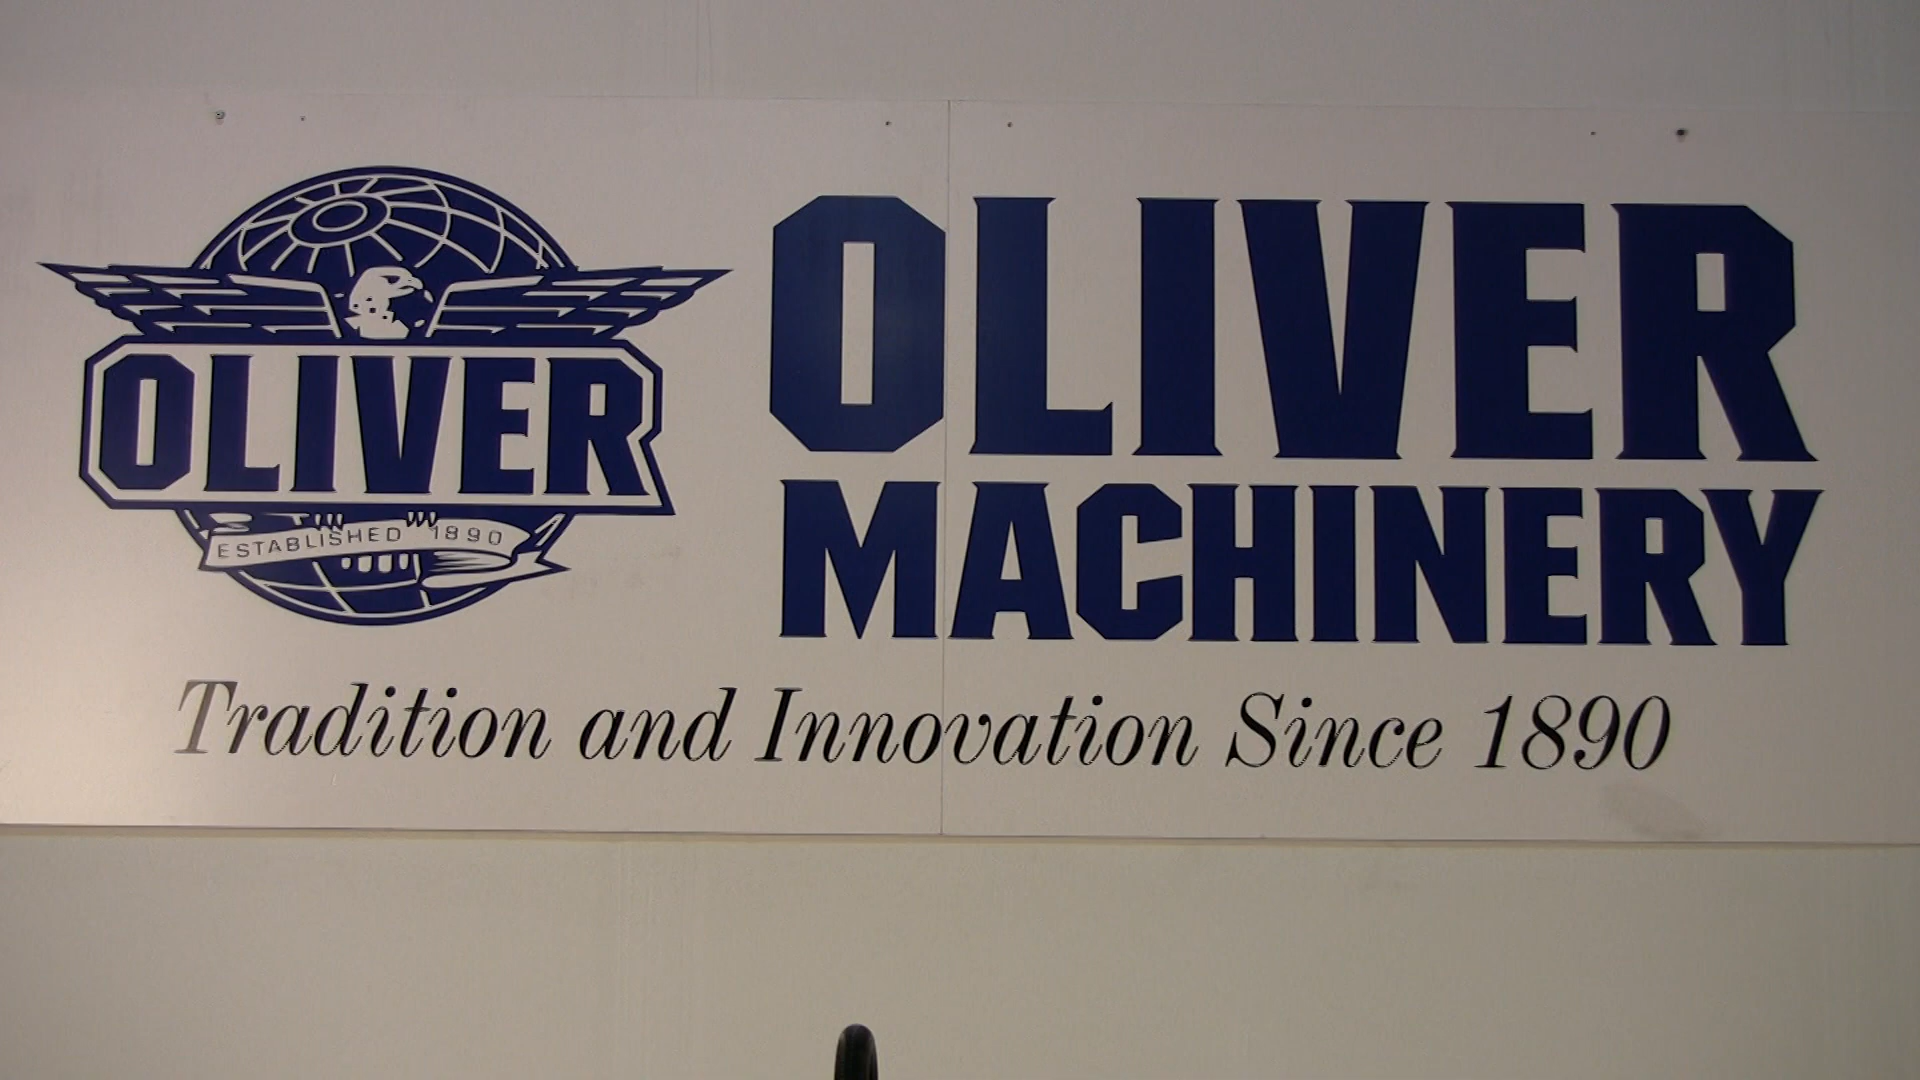 OLIVER
ESTABLISHED 1890
OLIVER
MACHINERY
Tradition and Innovation Since 1890